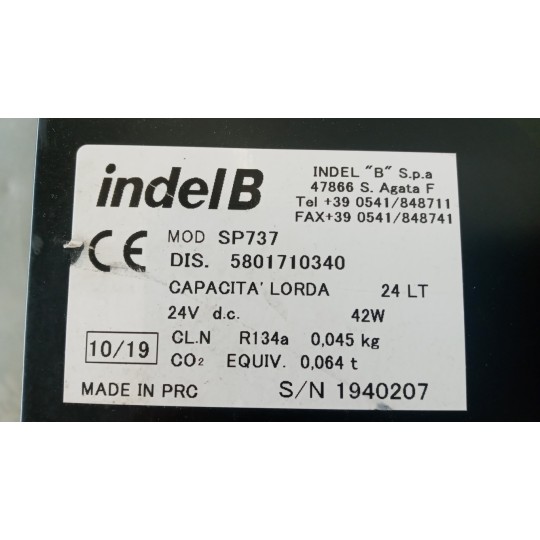 indelB
INDEL "B" S.p.a
47866 S. Agata F
Tel +39 0541/848711
FAX+39 0541/848741
CE
MOD SP737
DIS. 5801710340
CAPACITA' LORDA 24 LT
24V d.c. 42W
10/19
CL.N R134a 0,045 kg
CO₂ EQUIV. 0,064 t
MADE IN PRC S/N 1940207